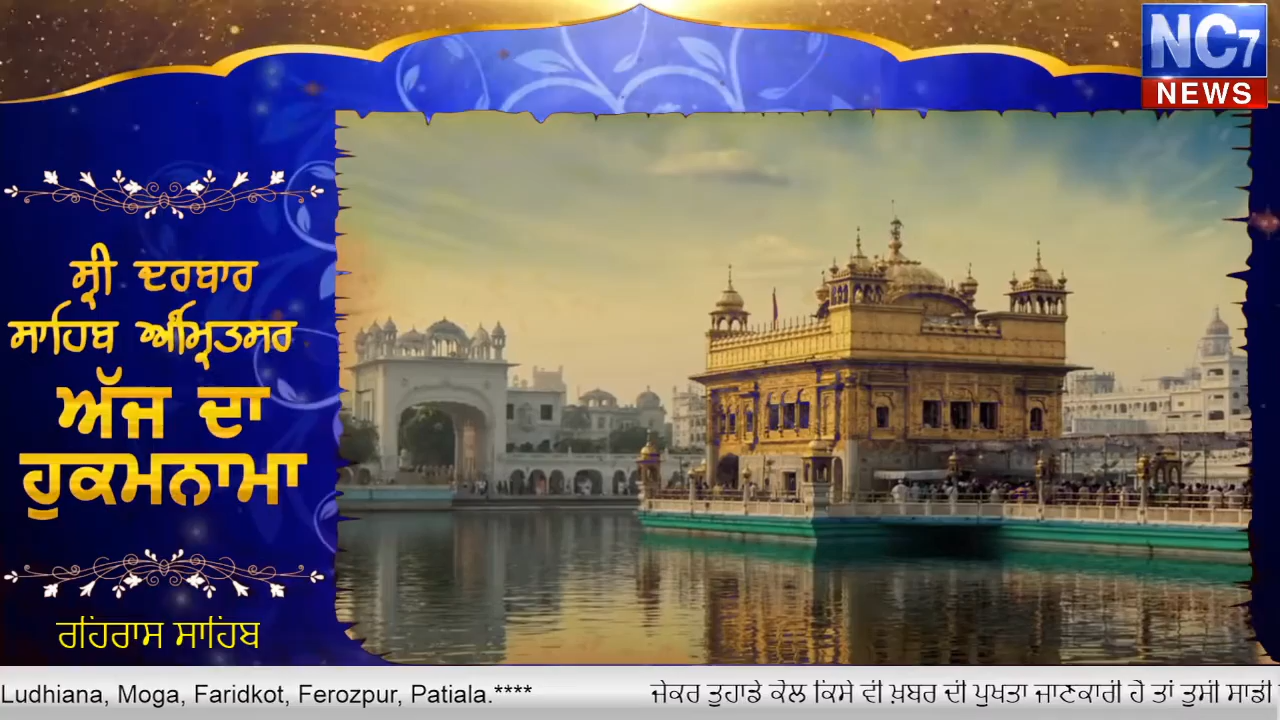 NC7
NEWS
ਸ੍ਰੀ ਦਰਬਾਰ
ਸਾਹਿਬ ਅੰਮ੍ਰਿਤਸਰ
ਅੱਜ ਦਾ
ਹੁਕਮਨਾਮਾ
ਰਹਿਰਾਸ ਸਾਹਿਬ
Ludhiana, Moga, Faridkot, Ferozpur, Patiala.**** ਜੇਕਰ ਤੁਹਾਡੇ ਕੋਲ ਕਿਸੇ ਵੀ ਖ਼ਬਰ ਦੀ ਪੁਖਤਾ ਜਾਣਕਾਰੀ ਹੈ ਤਾਂ ਤੁਸੀ ਸਾਡੀ